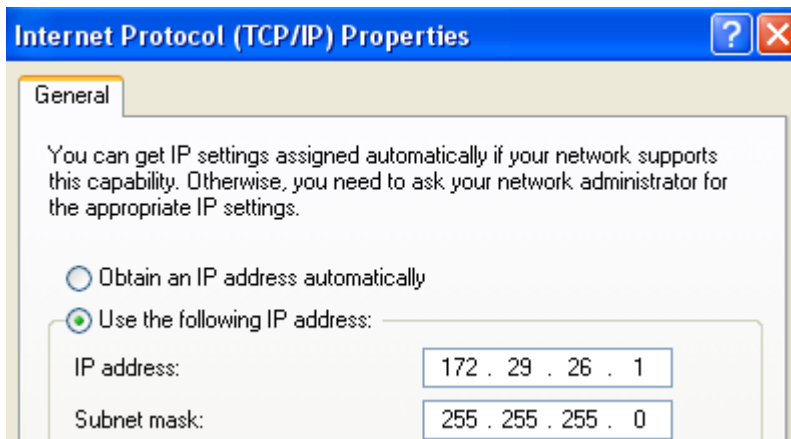 Internet Protocol (TCP/IP) Properties
General
You can get IP settings assigned automatically if your network supports
this capability. Otherwise, you need to ask your network administrator for
the appropriate IP settings.
Obtain an IP address automatically
Use the following IP address:
IP address: 172 . 29 . 26 . 1
Subnet mask: 255 . 255 . 255 . 0